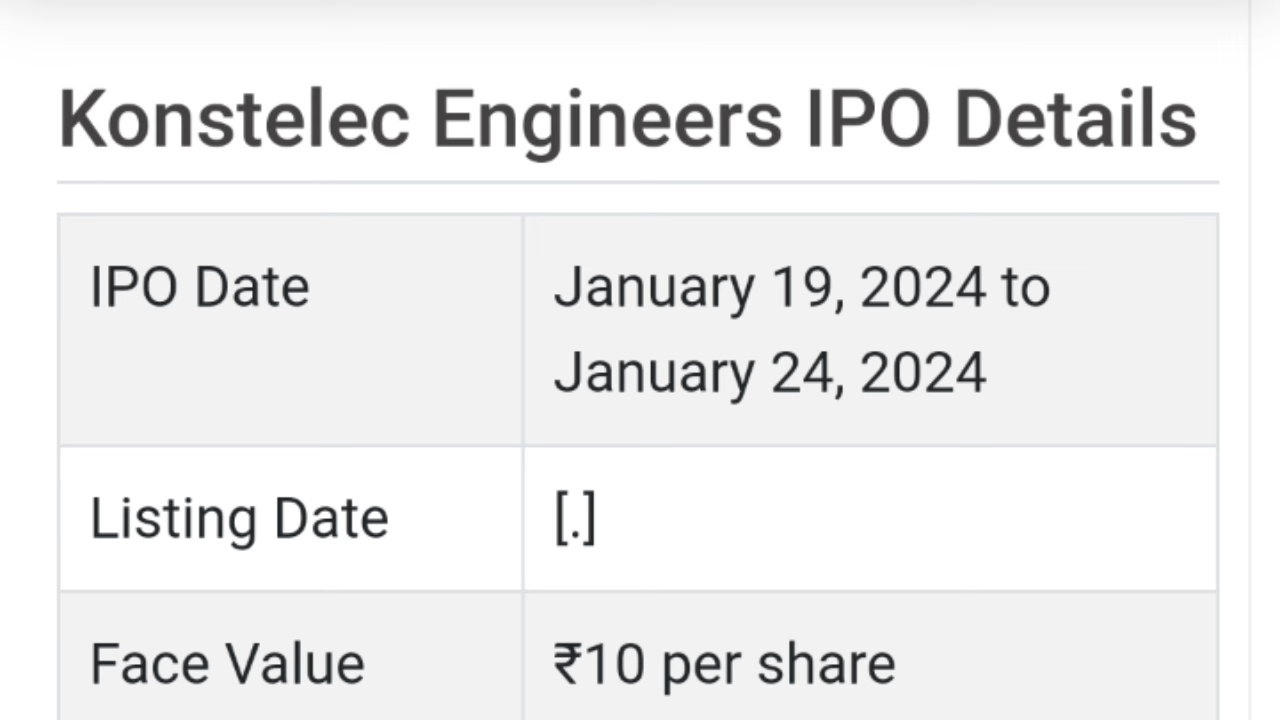 Konstelec Engineers IPO Details
IPO Date
January 19, 2024 to
January 24, 2024
Listing Date
[.]
Face Value
₹10 per share